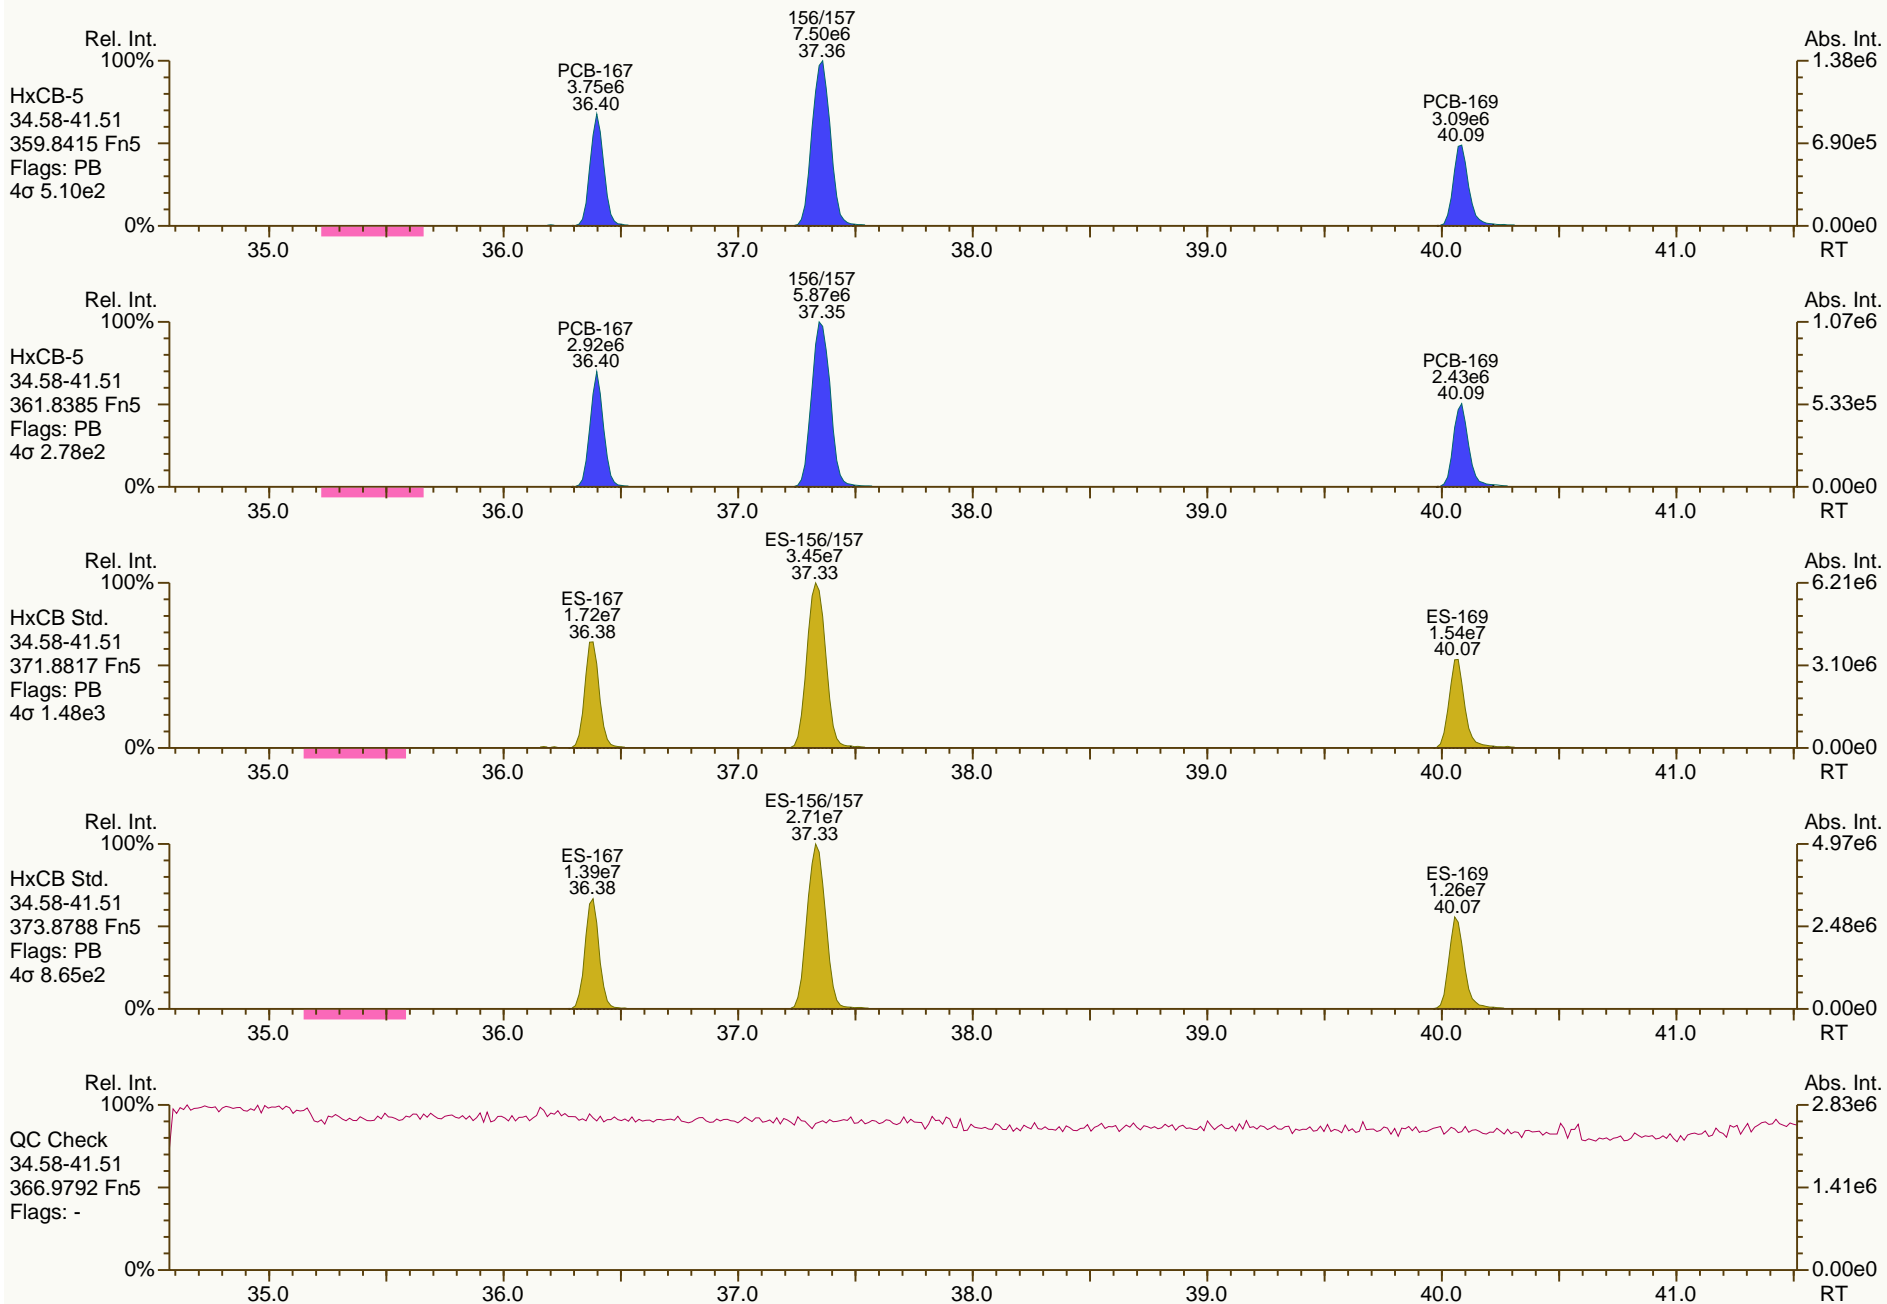 Rel. Int.
100%
0%
HxCB-5
34.58-41.51
359.8415 Fn5
Flags: PB
4σ 5.10e2
PCB-167
3.75e6
36.40
156/157
7.50e6
37.36
PCB-169
3.09e6
40.09
Abs. Int.
1.38e6
6.90e5
0.00e0
35.0 36.0 37.0 38.0 39.0 40.0 41.0 RT
Rel. Int.
100%
0%
HxCB-5
34.58-41.51
361.8385 Fn5
Flags: PB
4σ 2.78e2
PCB-167
2.92e6
36.40
156/157
5.87e6
37.35
PCB-169
2.43e6
40.09
Abs. Int.
1.07e6
5.33e5
0.00e0
35.0 36.0 37.0 38.0 39.0 40.0 41.0 RT
Rel. Int.
100%
0%
HxCB Std.
34.58-41.51
371.8817 Fn5
Flags: PB
4σ 1.48e3
ES-167
1.72e7
36.38
ES-156/157
3.45e7
37.33
ES-169
1.54e7
40.07
Abs. Int.
6.21e6
3.10e6
0.00e0
35.0 36.0 37.0 38.0 39.0 40.0 41.0 RT
Rel. Int.
100%
0%
HxCB Std.
34.58-41.51
373.8788 Fn5
Flags: PB
4σ 8.65e2
ES-167
1.39e7
36.38
ES-156/157
2.71e7
37.33
ES-169
1.26e7
40.07
Abs. Int.
4.97e6
2.48e6
0.00e0
35.0 36.0 37.0 38.0 39.0 40.0 41.0 RT
Rel. Int.
100%
0%
QC Check
34.58-41.51
366.9792 Fn5
Flags: -
Abs. Int.
2.83e6
1.41e6
0.00e0
35.0 36.0 37.0 38.0 39.0 40.0 41.0 RT